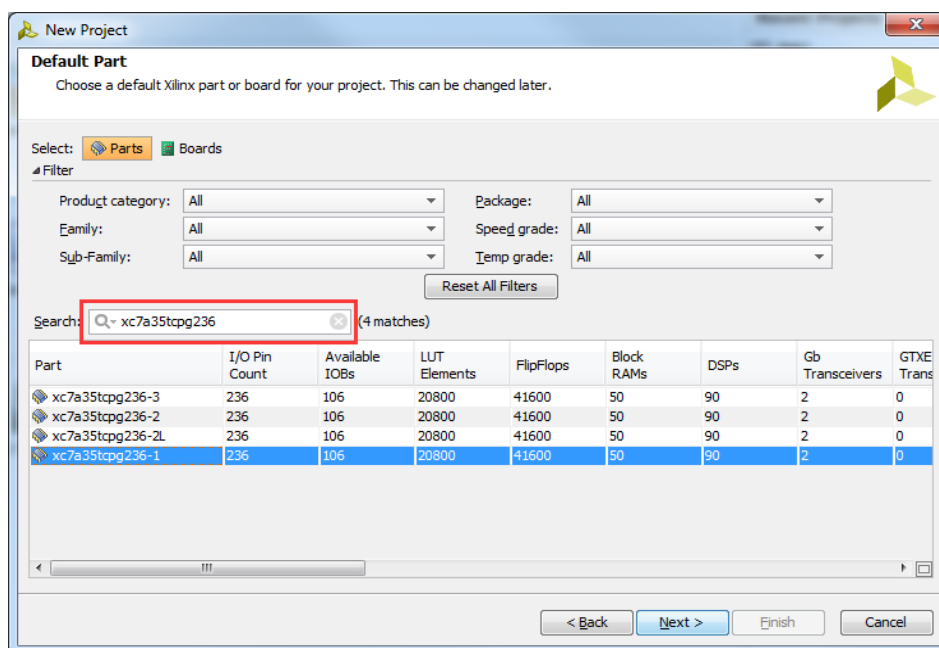 New Project
Default Part
Choose a default Xilinx part or board for your project. This can be changed later.
Select: Parts Boards
Filter
Product category: All Package: All
Family: All Speed grade: All
Sub-Family: All Temp grade: All
Reset All Filters
Search: xc7a35tcpg236 (4 matches)
Part I/O Pin Count Available IOBs LUT Elements FlipFlops Block RAMs DSPs Gb Transceivers GTXE Trans
xc7a35tcpg236-3 236 106 20800 41600 50 90 2 0
xc7a35tcpg236-2 236 106 20800 41600 50 90 2 0
xc7a35tcpg236-2L 236 106 20800 41600 50 90 2 0
xc7a35tcpg236-1 236 106 20800 41600 50 90 2 0
< Back Next > Finish Cancel